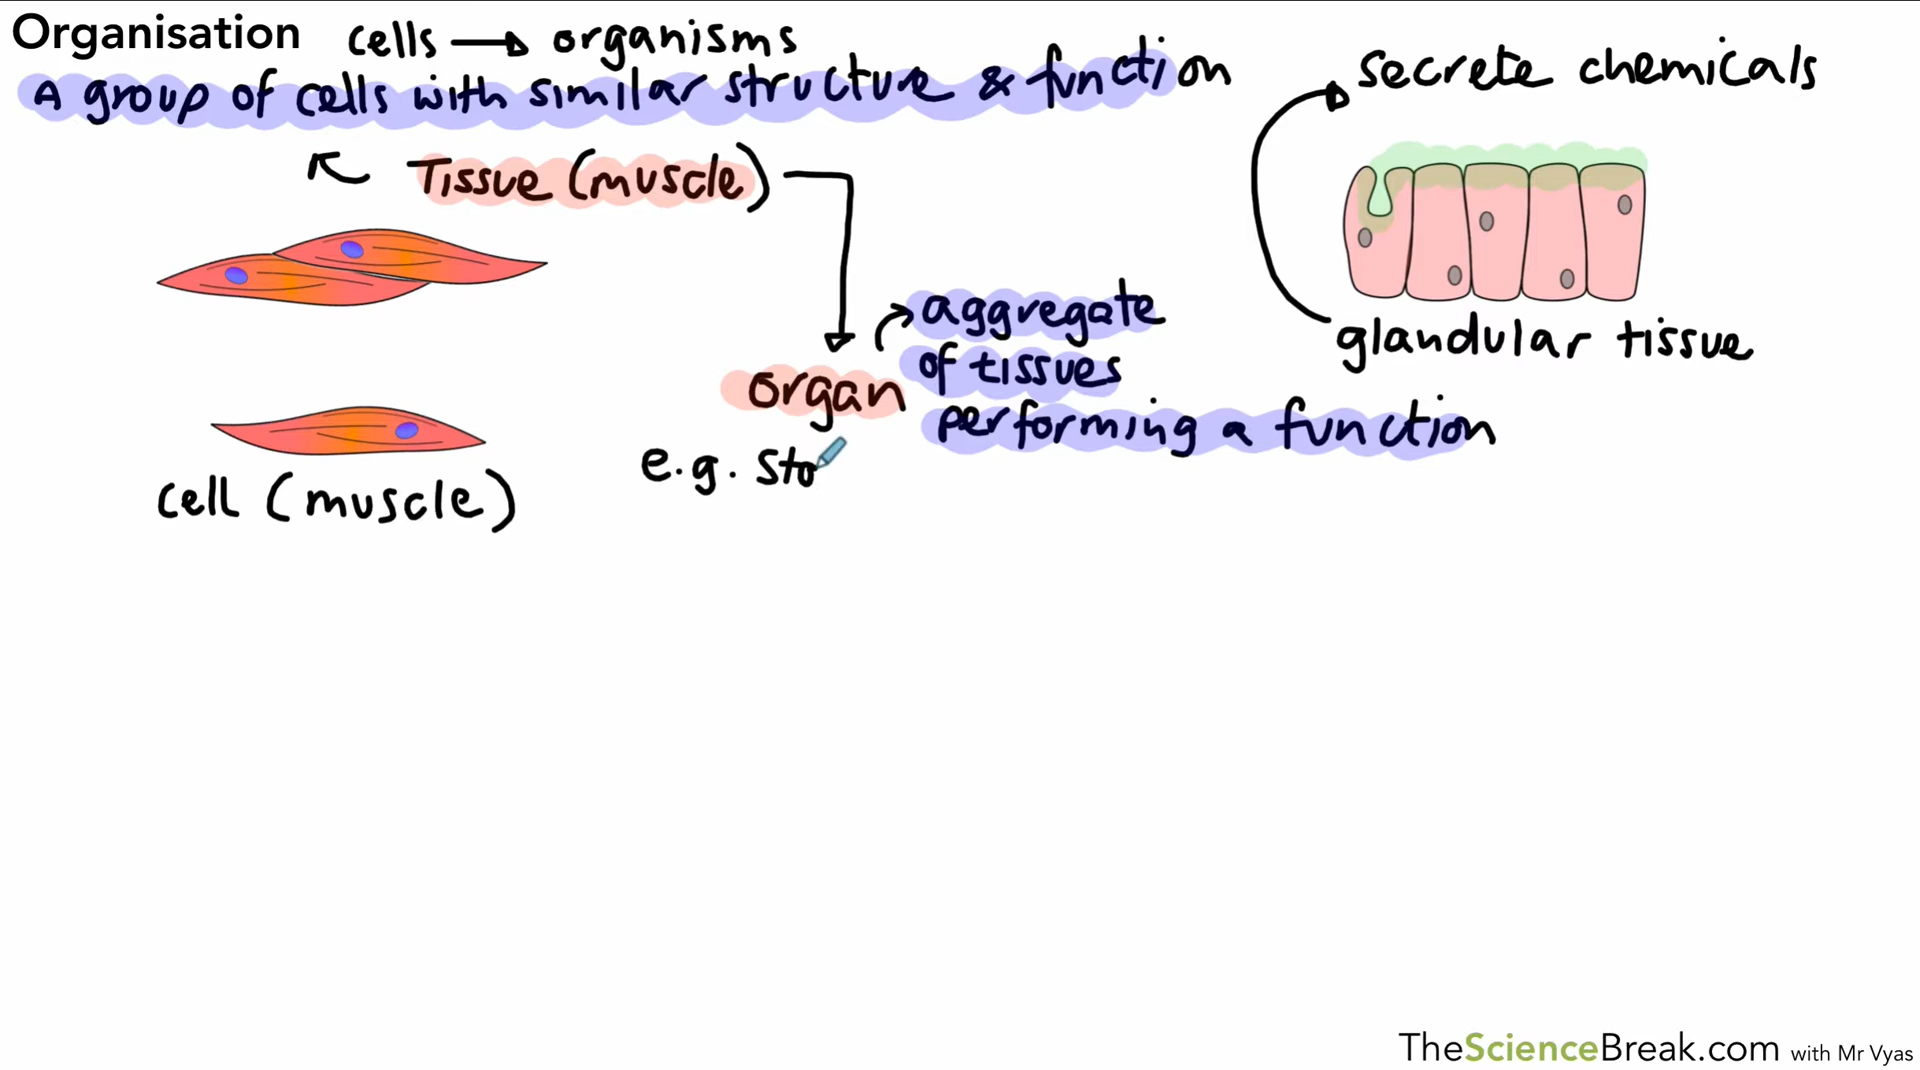 Organisation cells → organisms
A group of cells with similar structure & function
secrete chemicals
Tissue (muscle)
aggregate
of tissues
performing a function
organ
e.g. sto
glandular tissue
cell (muscle)
TheScienceBreak.com with Mr Vyas